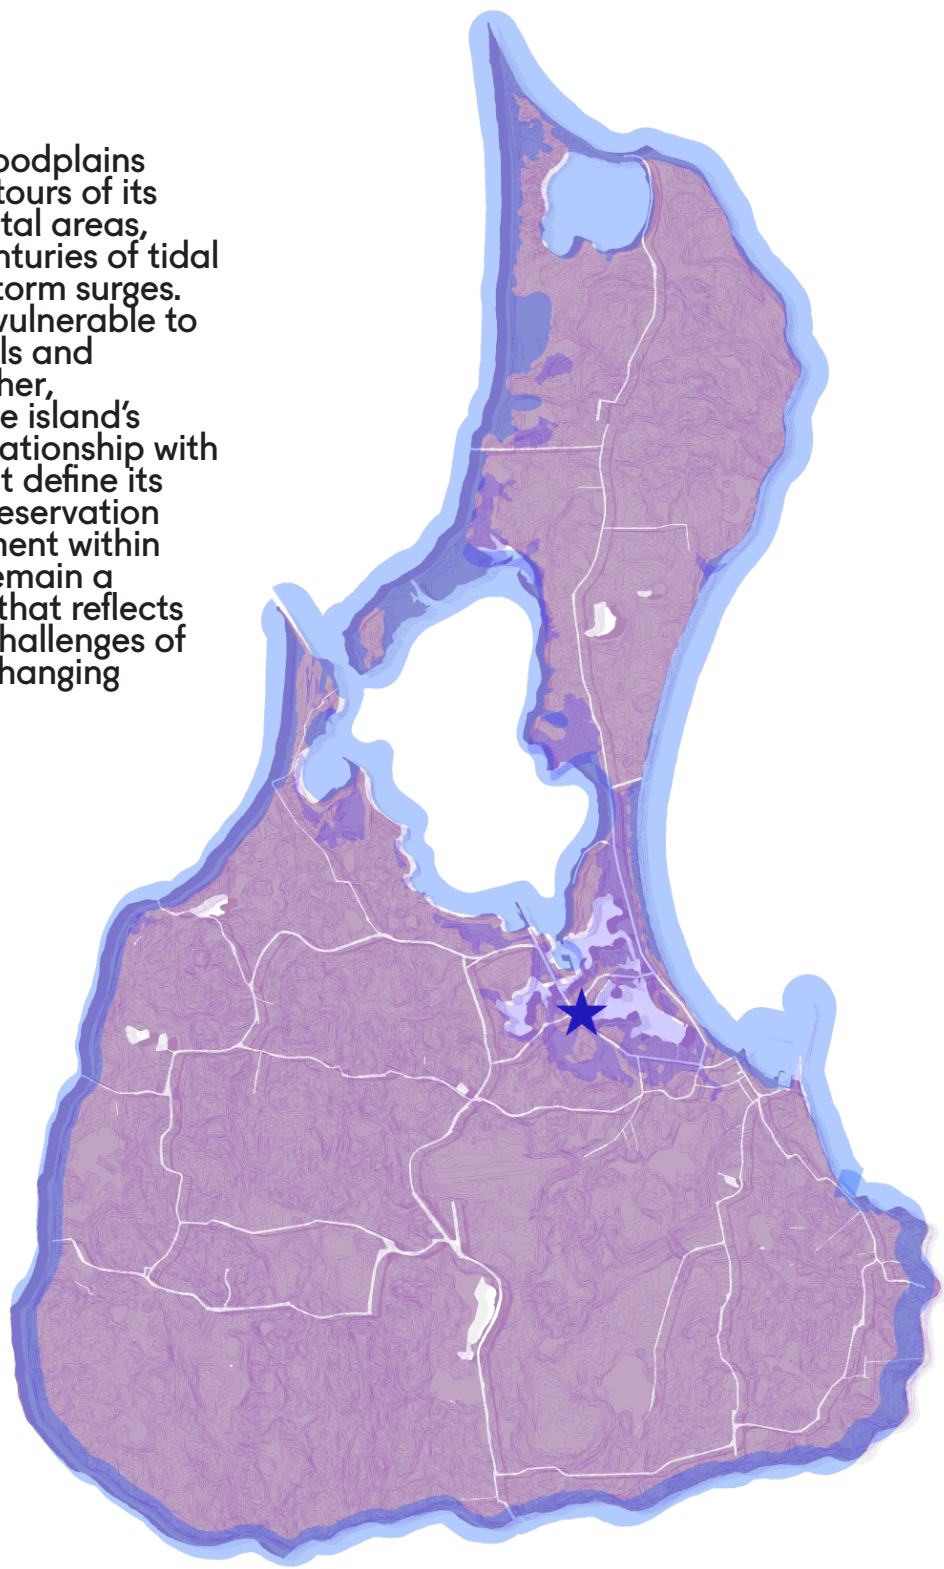 oodplains
tours of its
tal areas,
nturies of tidal
torm surges.
vulnerable to
ls and
her,
e island's
ationship with
t define its
eservation
nent within
emain a
that reflects
hallenges of
hanging